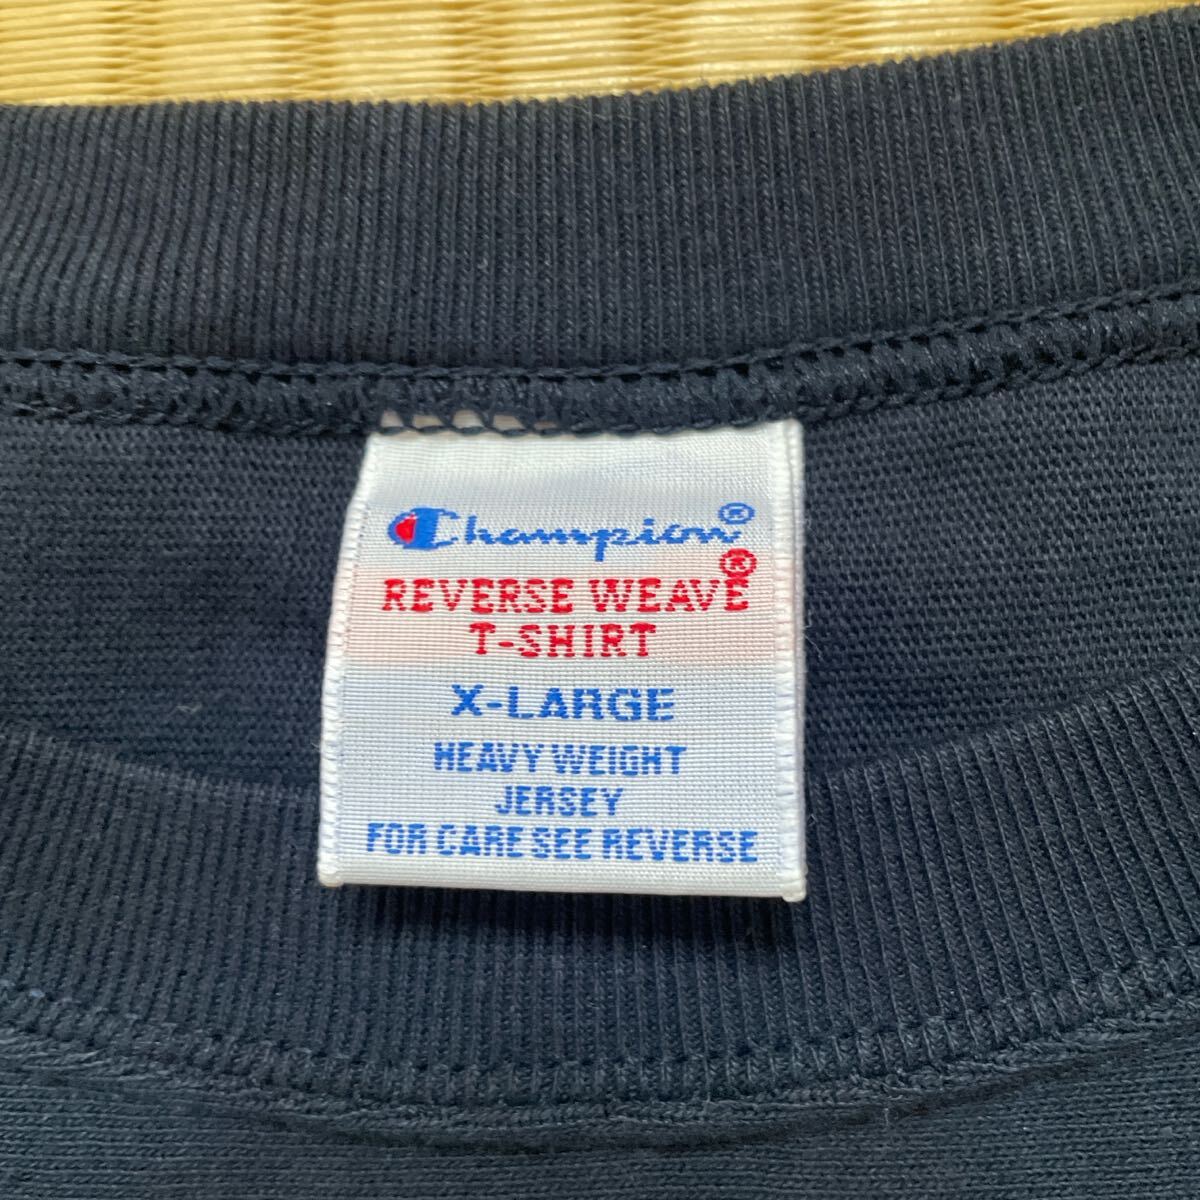 Champion®
REVERSE WEAVE®
T-SHIRT
X-LARGE
HEAVY WEIGHT
JERSEY
FOR CARE SEE REVERSE